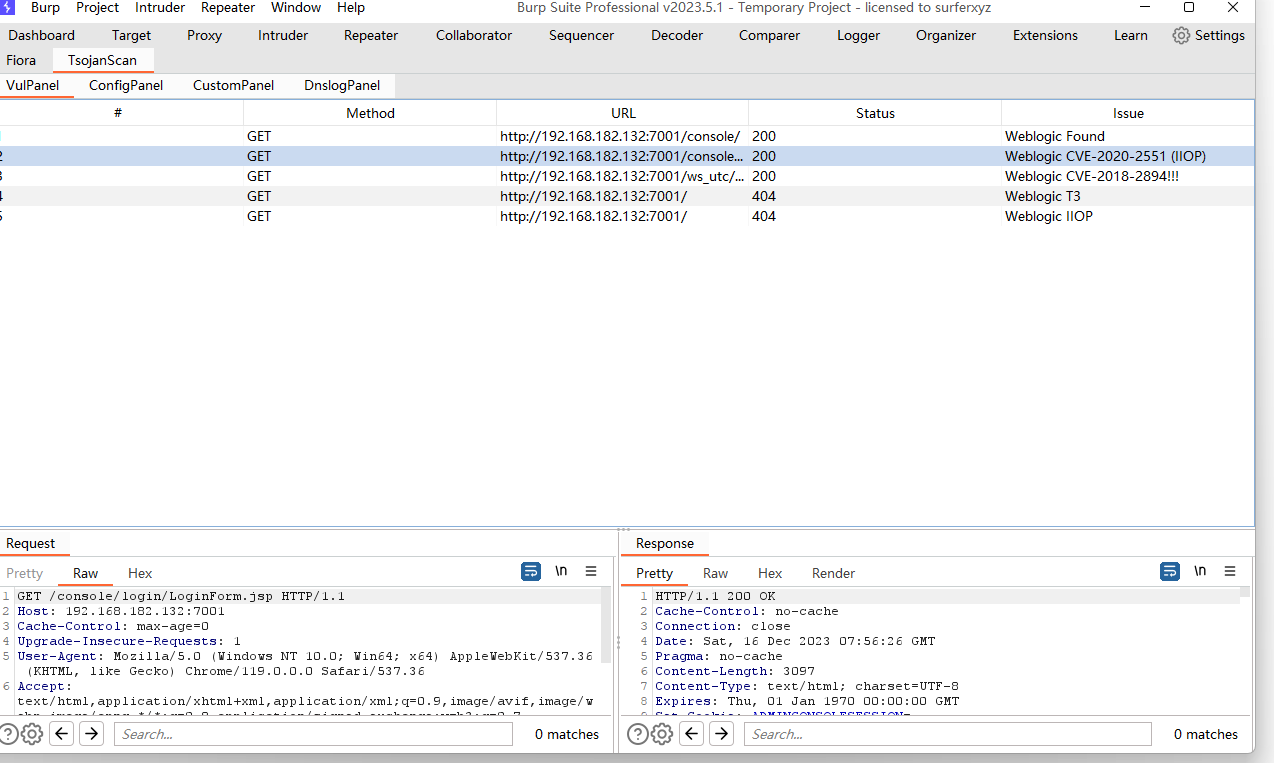 Burp Project Intruder Repeater Window Help Burp Suite Professional v2023.5.1 - Temporary Project - licensed to surferxyz
Dashboard Target Proxy Intruder Repeater Collaborator Sequencer Decoder Comparer Logger Organizer Extensions Learn Settings
Fiora TsojanScan
VulPanel ConfigPanel CustomPanel DnslogPanel
# Method URL Status Issue
GET http://192.168.182.132:7001/console/ 200 Weblogic Found
2 GET http://192.168.182.132:7001/console... 200 Weblogic CVE-2020-2551 (IIOP)
3 GET http://192.168.182.132:7001/ws_utc/... 200 Weblogic CVE-2018-2894!!!
4 GET http://192.168.182.132:7001/ 404 Weblogic T3
5 GET http://192.168.182.132:7001/ 404 Weblogic IIOP
Request
Pretty Raw Hex \n
1 GET /console/login/LoginForm.jsp HTTP/1.1
2 Host: 192.168.182.132:7001
3 Cache-Control: max-age=0
4 Upgrade-Insecure-Requests: 1
5 User-Agent: Mozilla/5.0 (Windows NT 10.0; Win64; x64) AppleWebKit/537.36
(KHTML, like Gecko) Chrome/119.0.0.0 Safari/537.36
6 Accept:
text/html,application/xhtml+xml,application/xml;q=0.9,image/avif,image/w
Search... 0 matches
Response
Pretty Raw Hex Render \n
1 HTTP/1.1 200 OK
2 Cache-Control: no-cache
3 Connection: close
4 Date: Sat, 16 Dec 2023 07:56:26 GMT
5 Pragma: no-cache
6 Content-Length: 3097
7 Content-Type: text/html; charset=UTF-8
8 Expires: Thu, 01 Jan 1970 00:00:00 GMT
9 Set-Cookie: ADMINCONSOLESESSION=
Search... 0 matches